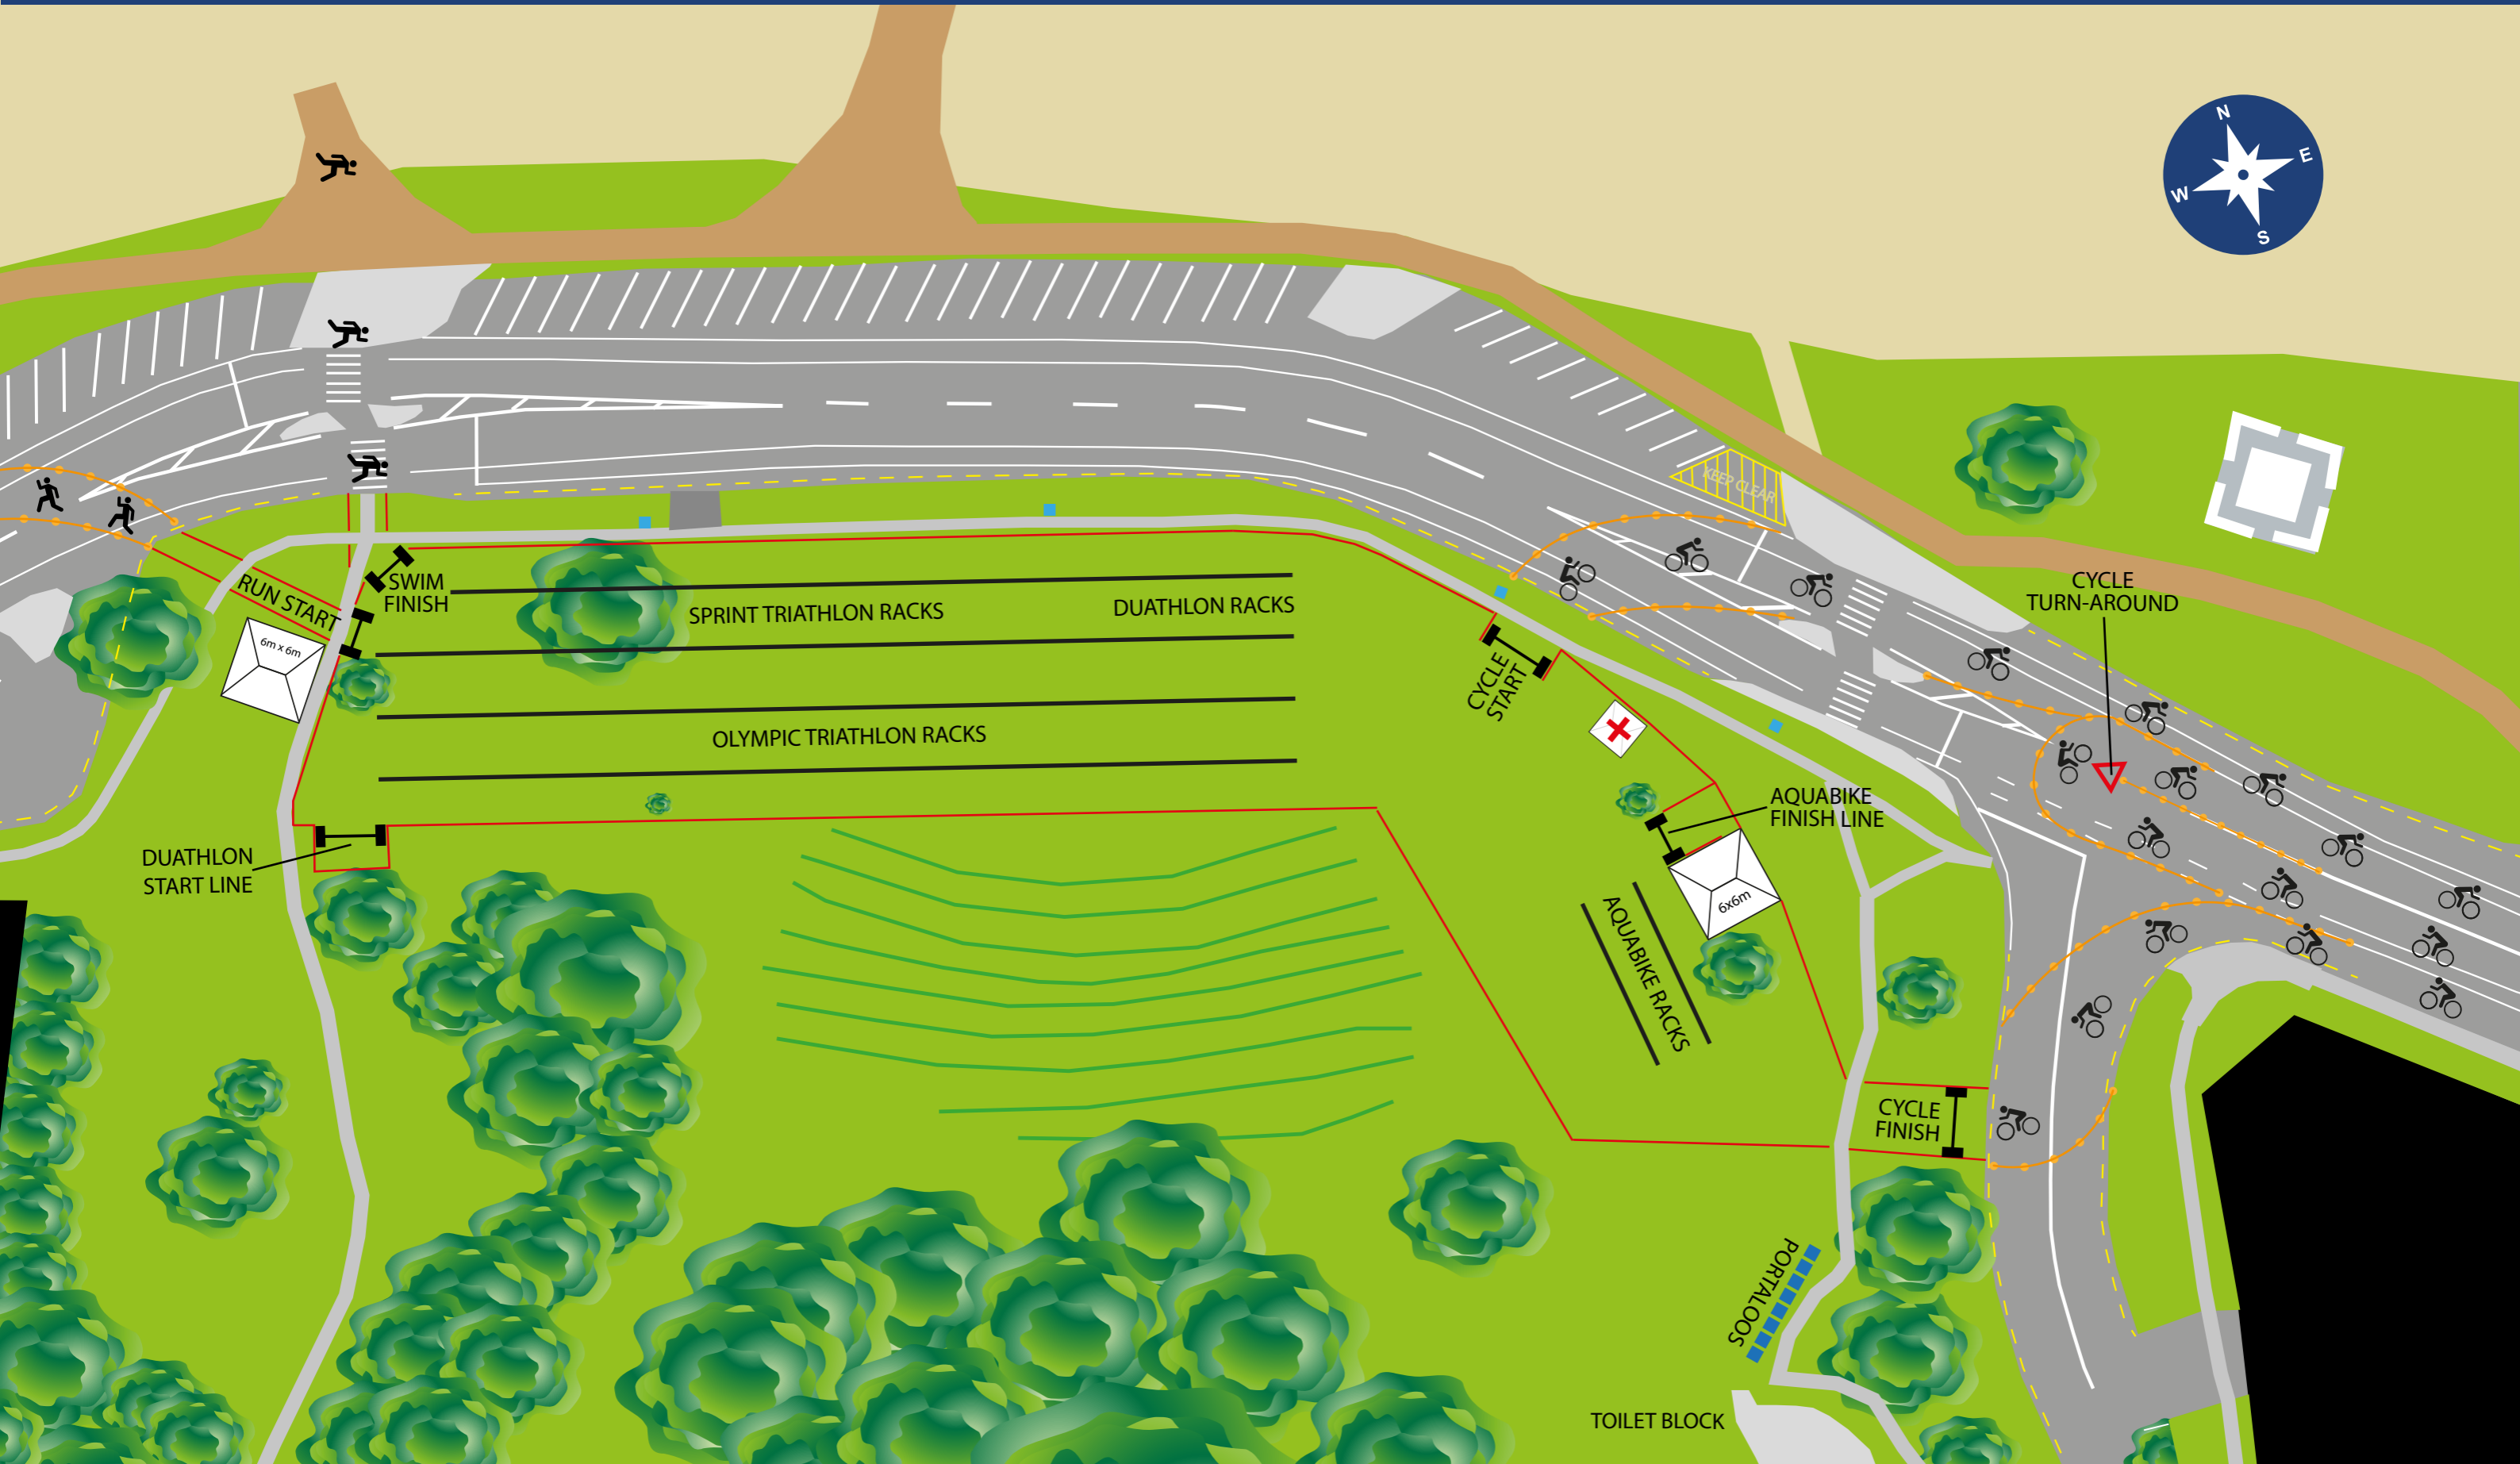 N
E
W
S
KEEP CLEAR
CYCLE
TURN-AROUND
SWIM
FINISH
RUN START
6m x 6m
SPRINT TRIATHLON RACKS
DUATHLON RACKS
CYCLE
START
OLYMPIC TRIATHLON RACKS
AQUABIKE
FINISH LINE
DUATHLON
START LINE
6x6m
AQUABIKE RACKS
CYCLE
FINISH
PORTALOOS
TOILET BLOCK